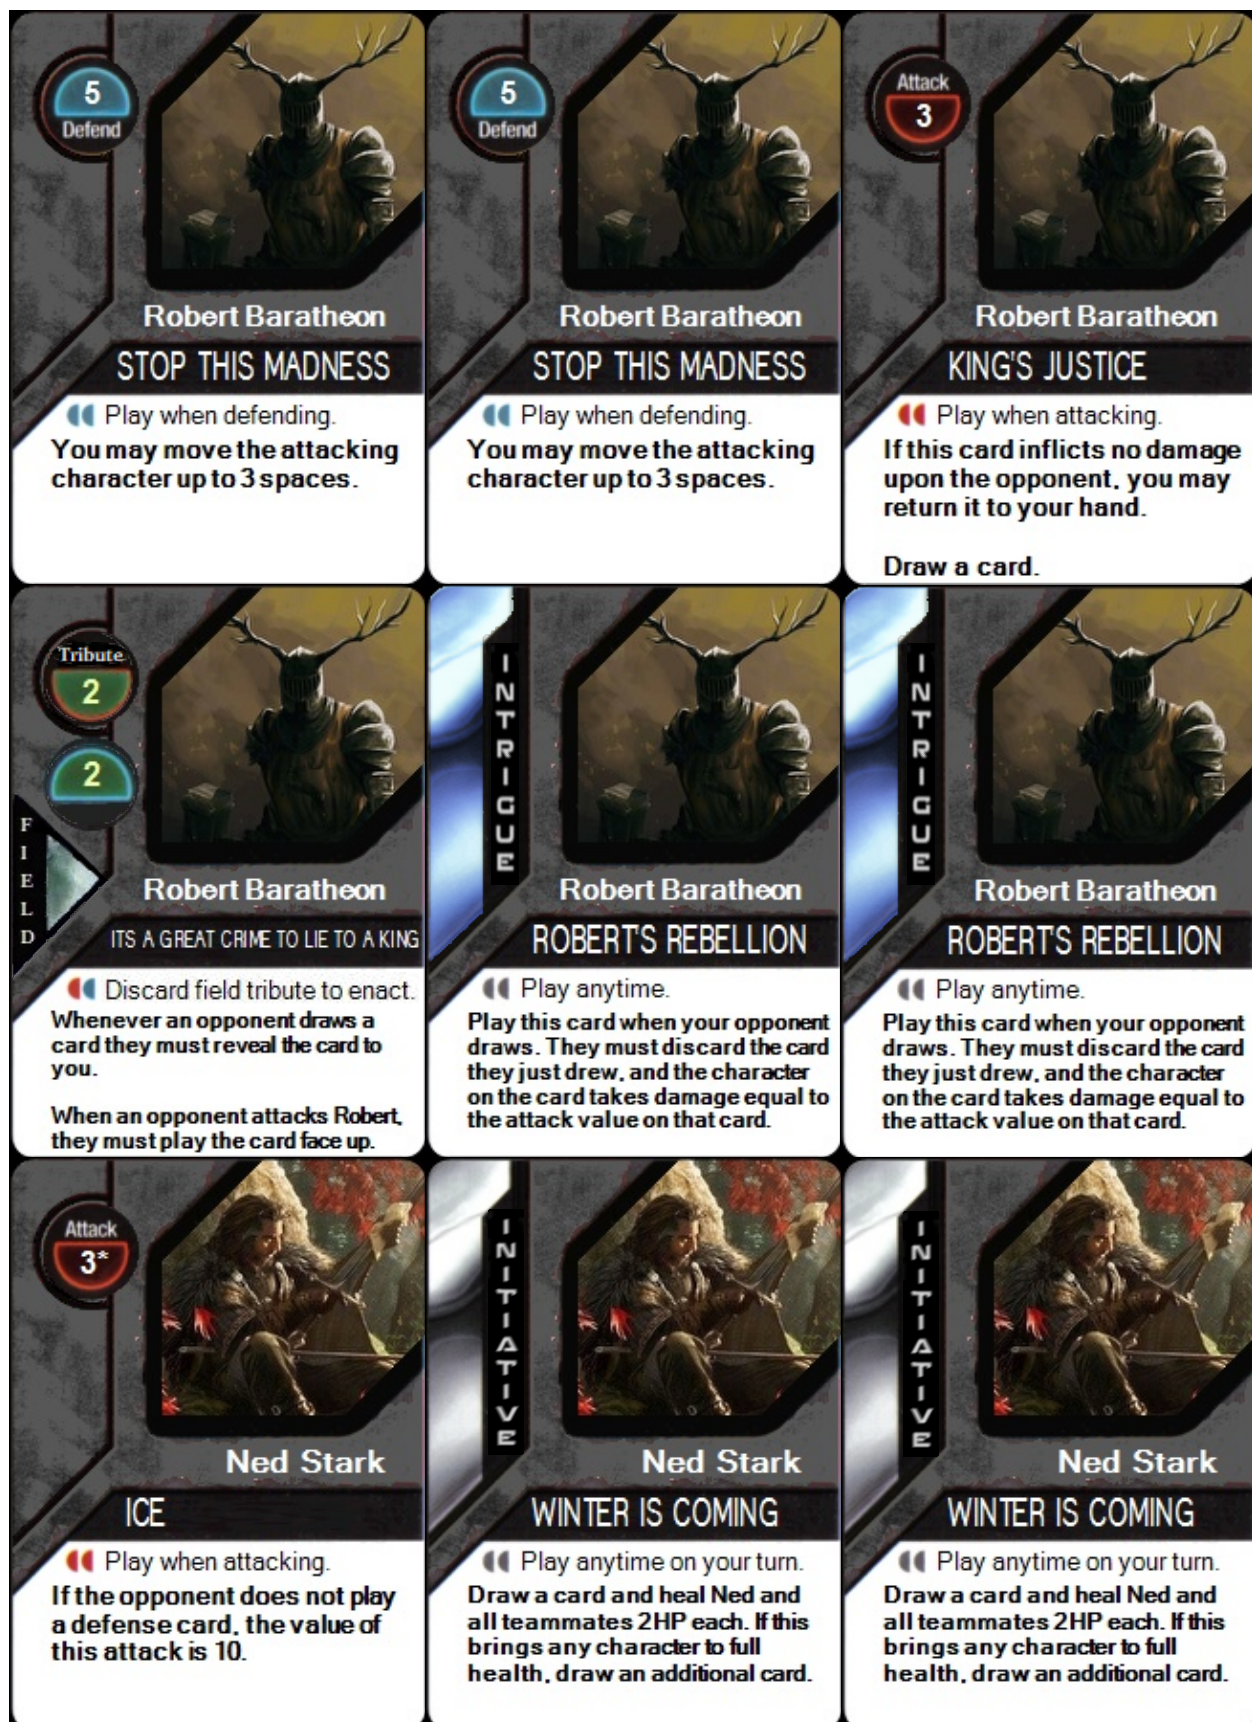 5
Defend
Robert Baratheon
STOP THIS MADNESS
Play when defending.
You may move the attacking
character up to 3 spaces.
5
Defend
Robert Baratheon
STOP THIS MADNESS
Play when defending.
You may move the attacking
character up to 3 spaces.
Attack
3
Robert Baratheon
KING'S JUSTICE
Play when attacking.
If this card inflicts no damage
upon the opponent, you may
return it to your hand.
Draw a card.
Tribute
2
2
FIELD
Robert Baratheon
ITS A GREAT CRIME TO LIE TO A KING
Discard field tribute to enact.
Whenever an opponent draws a
card they must reveal the card to
you.
When an opponent attacks Robert,
they must play the card face up.
INTRIGUE
Robert Baratheon
ROBERT'S REBELLION
Play anytime.
Play this card when your opponent
draws. They must discard the card
they just drew, and the character
on the card takes damage equal to
the attack value on that card.
INTRIGUE
Robert Baratheon
ROBERT'S REBELLION
Play anytime.
Play this card when your opponent
draws. They must discard the card
they just drew, and the character
on the card takes damage equal to
the attack value on that card.
Attack
3*
Ned Stark
ICE
Play when attacking.
If the opponent does not play
a defense card, the value of
this attack is 10.
INITIATIVE
Ned Stark
WINTER IS COMING
Play anytime on your turn.
Draw a card and heal Ned and
all teammates 2HP each. If this
brings any character to full
health, draw an additional card.
INITIATIVE
Ned Stark
WINTER IS COMING
Play anytime on your turn.
Draw a card and heal Ned and
all teammates 2HP each. If this
brings any character to full
health, draw an additional card.